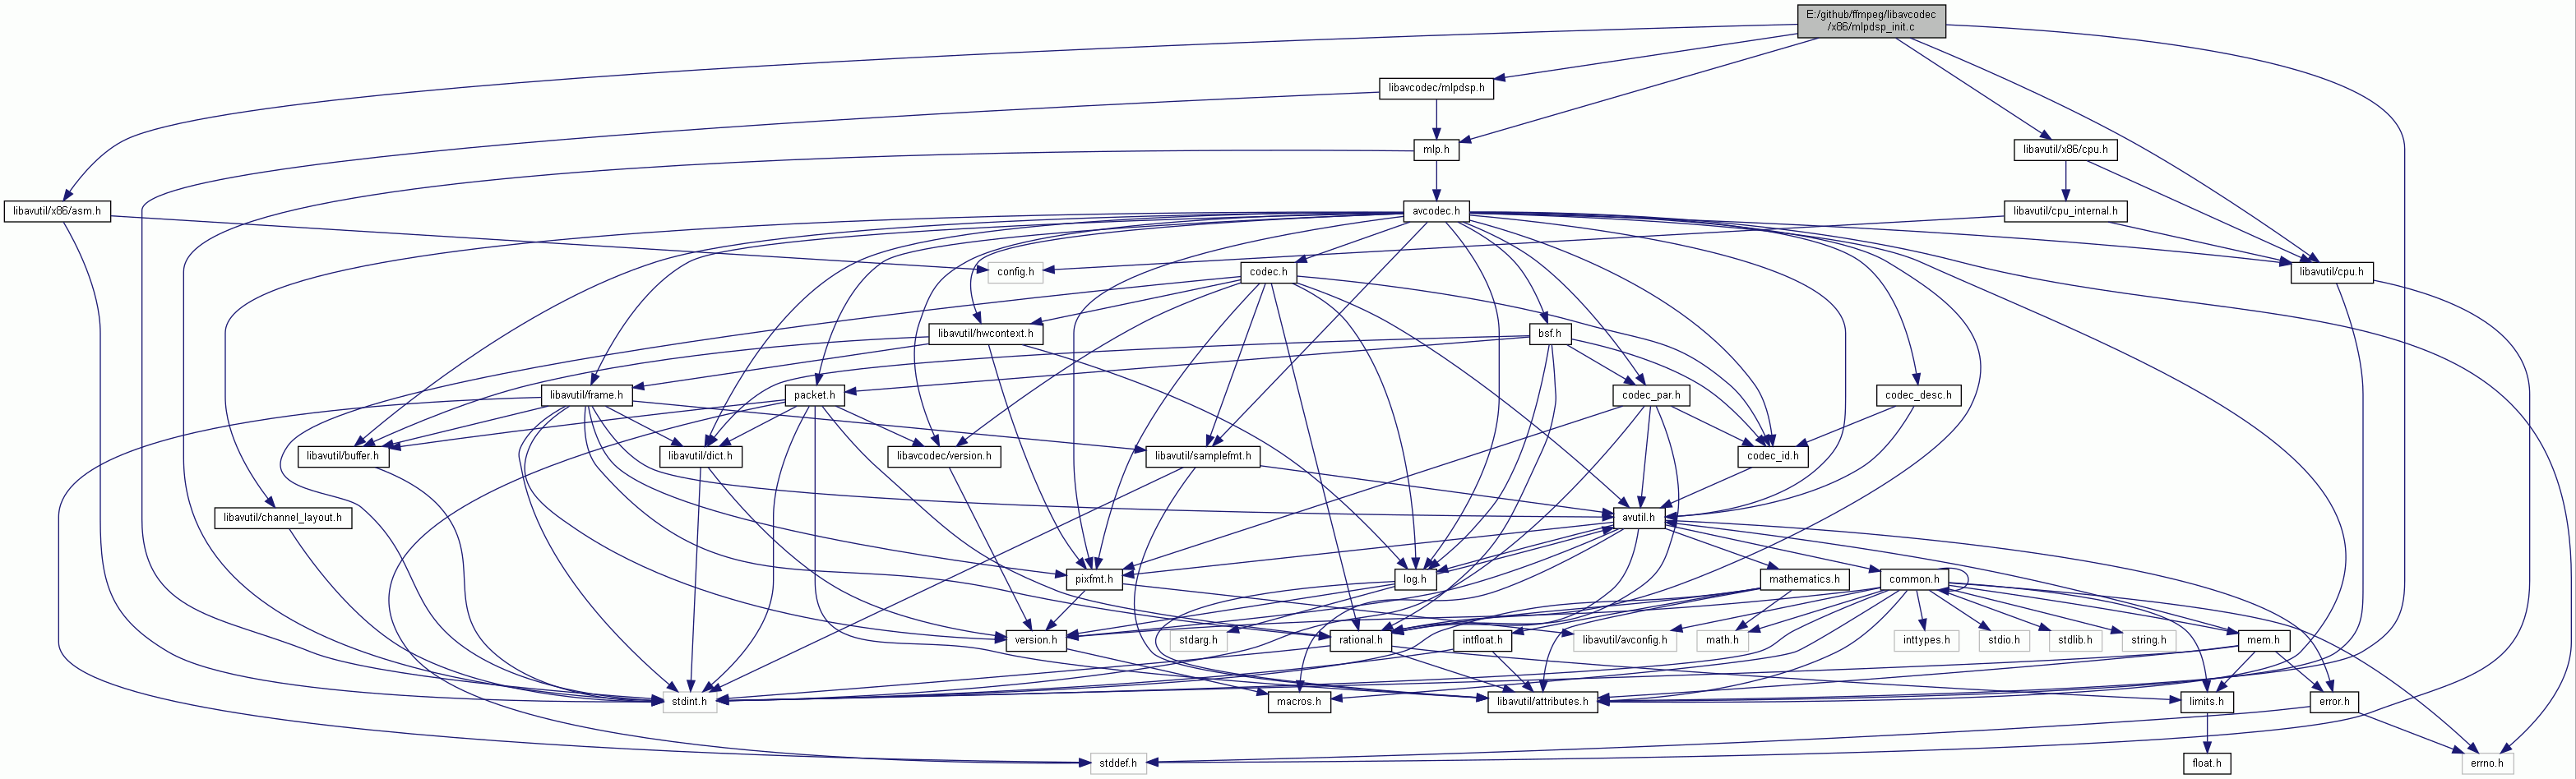 E:/github/ffmpeg/libavcodec
/x86/mlpdsp_init.c
libavcodec/mlpdsp.h
mlp.h
libavutil/x86/cpu.h
libavutil/x86/asm.h
avcodec.h
libavutil/cpu_internal.h
config.h
codec.h
libavutil/cpu.h
libavutil/hwcontext.h
bsf.h
libavutil/frame.h
packet.h
codec_par.h
codec_desc.h
libavutil/buffer.h
libavutil/dict.h
libavcodec/version.h
libavutil/samplefmt.h
codec_id.h
libavutil/channel_layout.h
avutil.h
pixfmt.h
log.h
mathematics.h
common.h
version.h
stdarg.h
rational.h
intfloat.h
libavutil/avconfig.h
math.h
inttypes.h
stdio.h
stdlib.h
string.h
mem.h
stdint.h
macros.h
libavutil/attributes.h
limits.h
error.h
stddef.h
float.h
errno.h